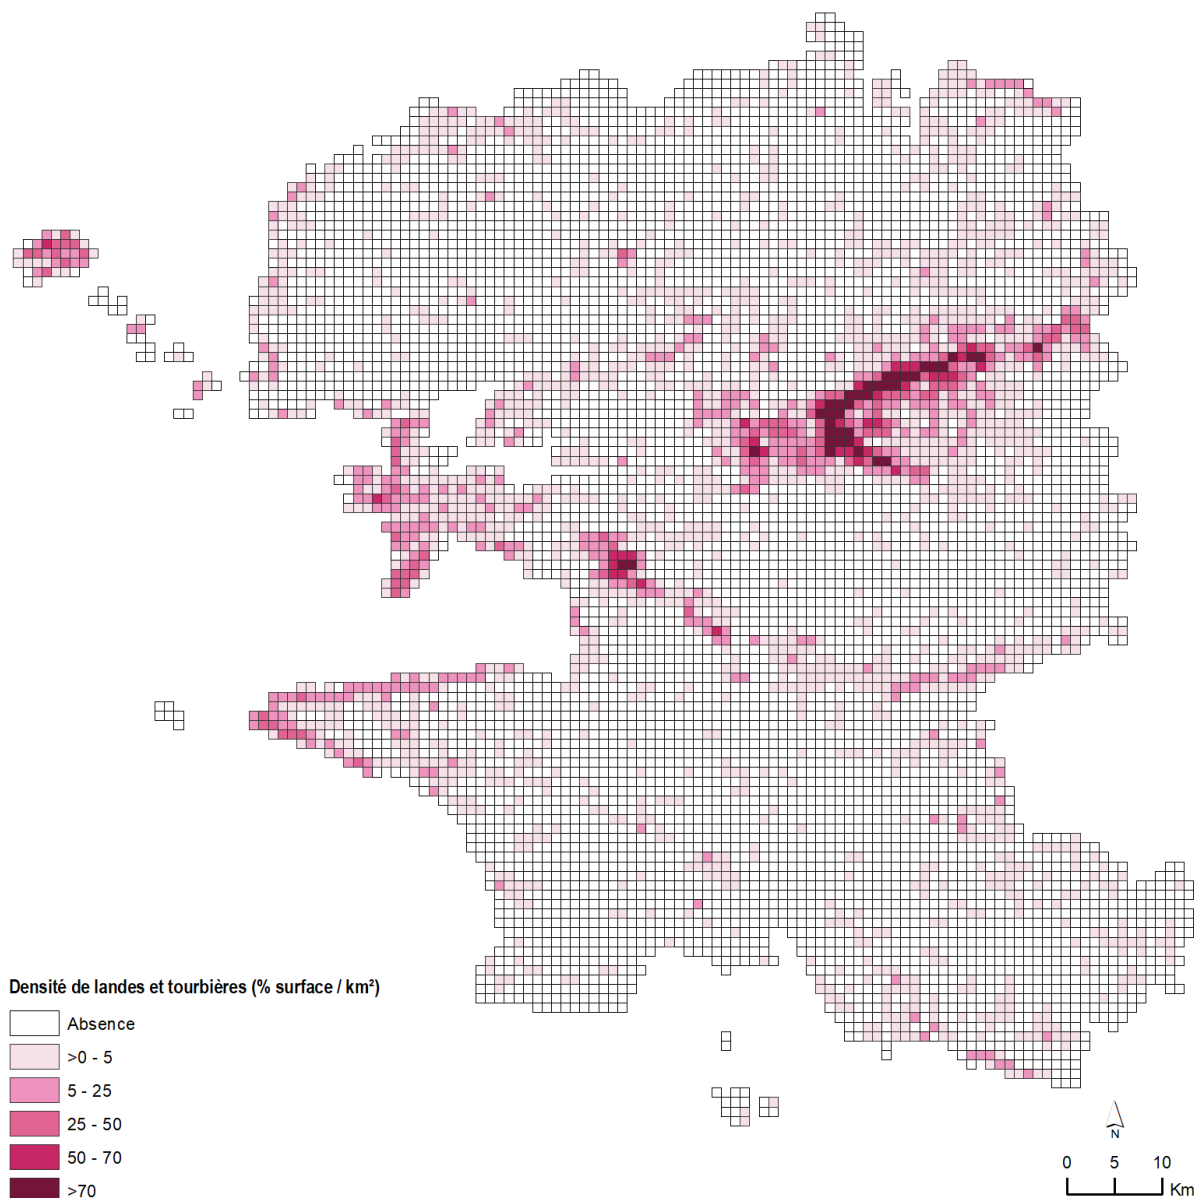 Densité de landes et tourbières (% surface / km²)
Absence
>0 - 5
5 - 25
25 - 50
50 - 70
>70
N
0 5 10
Km